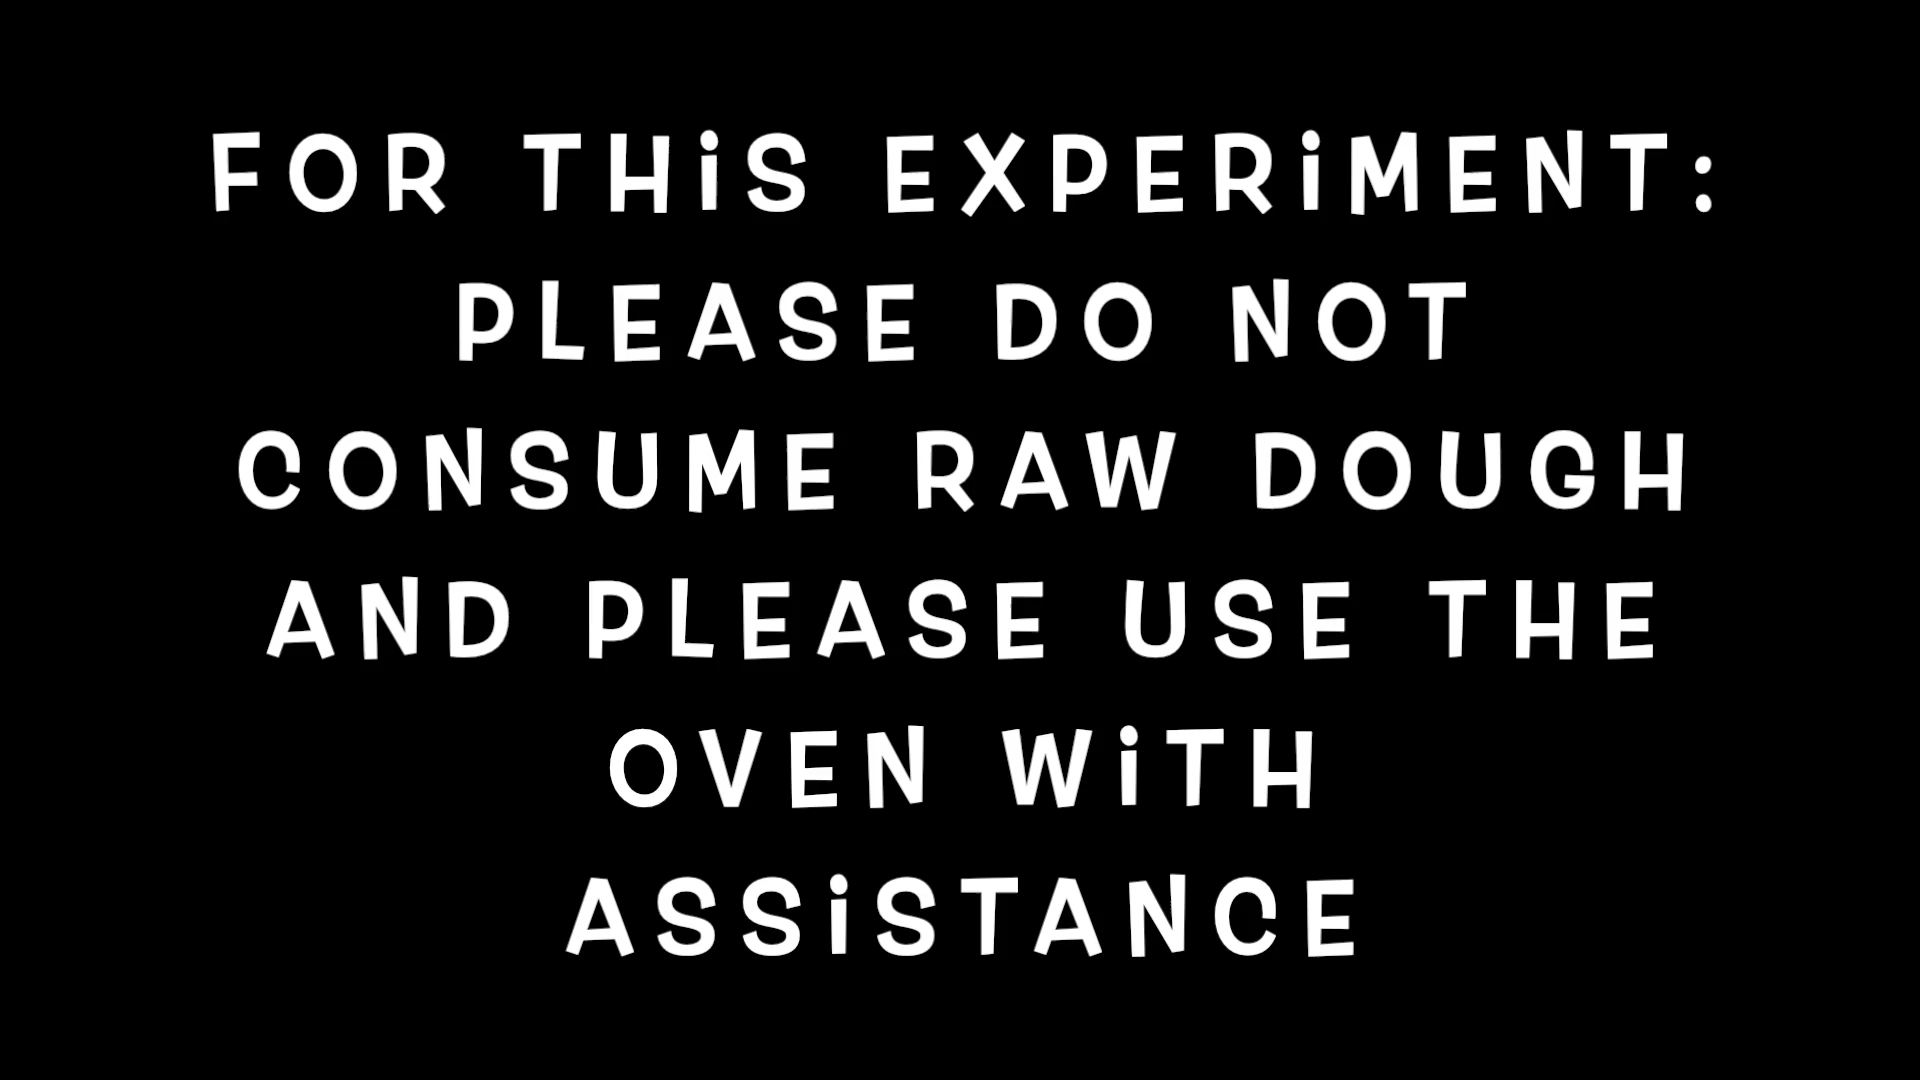 FOR THiS EXPERiMENT:
PLEASE DO NOT
CONSUME RAW DOUGH
AND PLEASE USE THE
OVEN WiTH
ASSiSTANCE